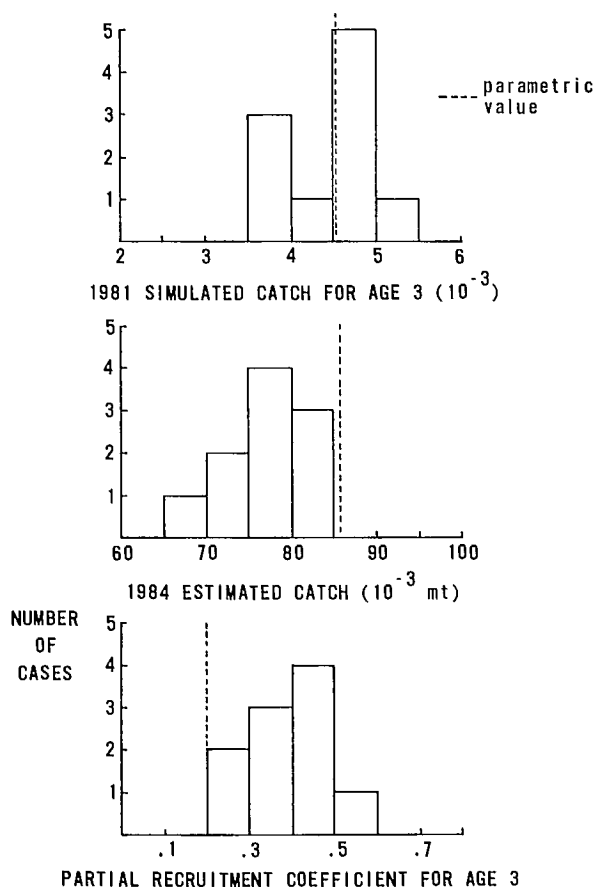 5
4
3
2
1
2 3 4 5 6
---- parametric
value
1981 SIMULATED CATCH FOR AGE 3 (10⁻³)
5
4
3
2
1
60 70 80 90 100
1984 ESTIMATED CATCH (10⁻³ mt)
NUMBER
OF
CASES
5
4
3
2
1
.1 .3 .5 .7
PARTIAL RECRUITMENT COEFFICIENT FOR AGE 3